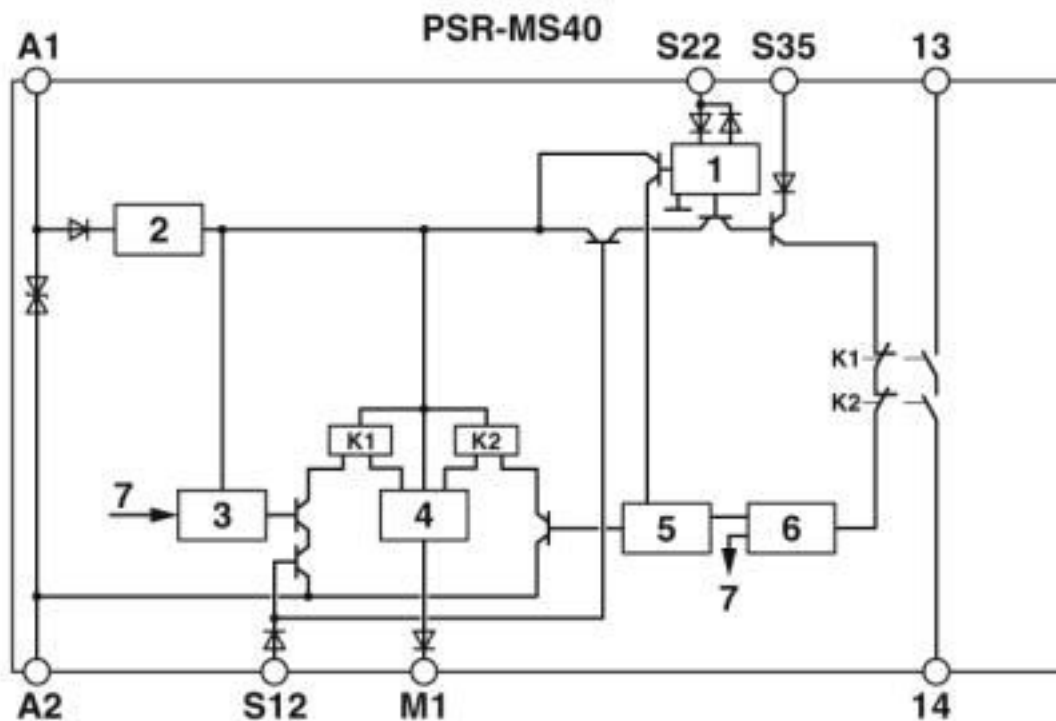 PSR-MS40
A1 S22 S35 13
1
2
K1
K2
K1 K2
7 3 4 5 6
7
A2 S12 M1 14